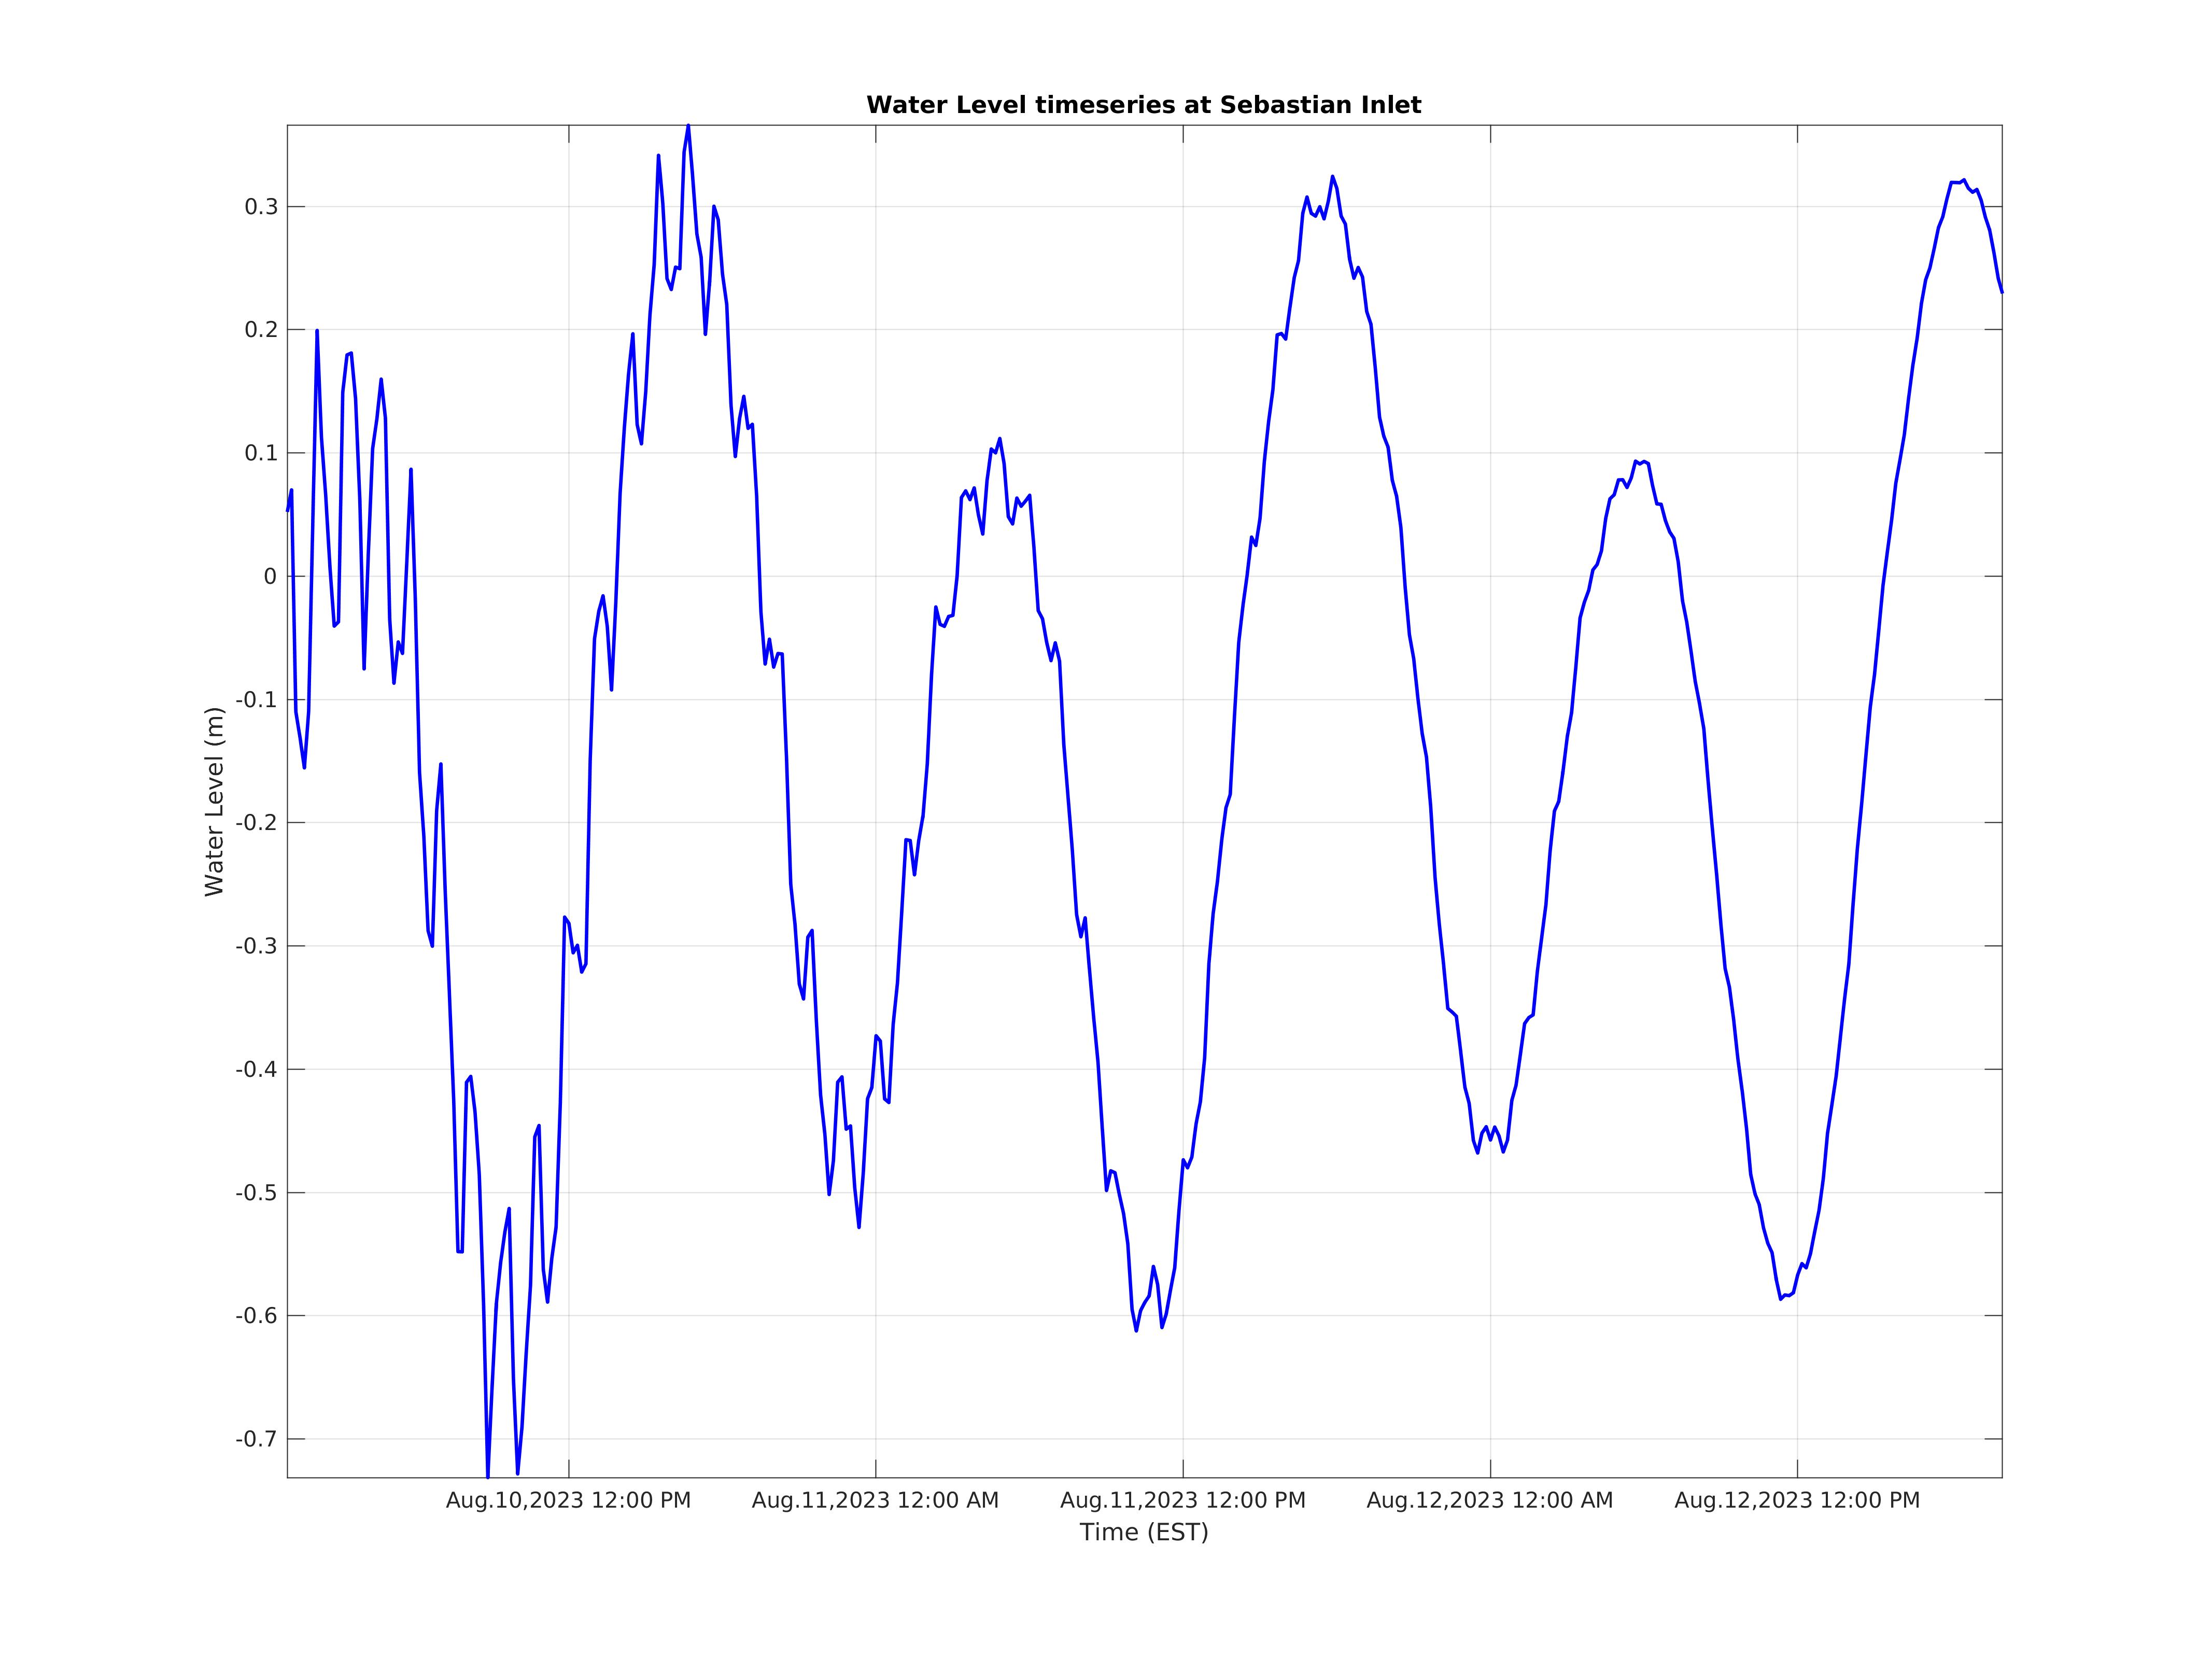 Water Level timeseries at Sebastian Inlet
0.3
0.2
0.1
0
-0.1
-0.2
-0.3
-0.4
-0.5
-0.6
-0.7
Water Level (m)
Aug.10,2023 12:00 PM Aug.11,2023 12:00 AM Aug.11,2023 12:00 PM Aug.12,2023 12:00 AM Aug.12,2023 12:00 PM
Time (EST)